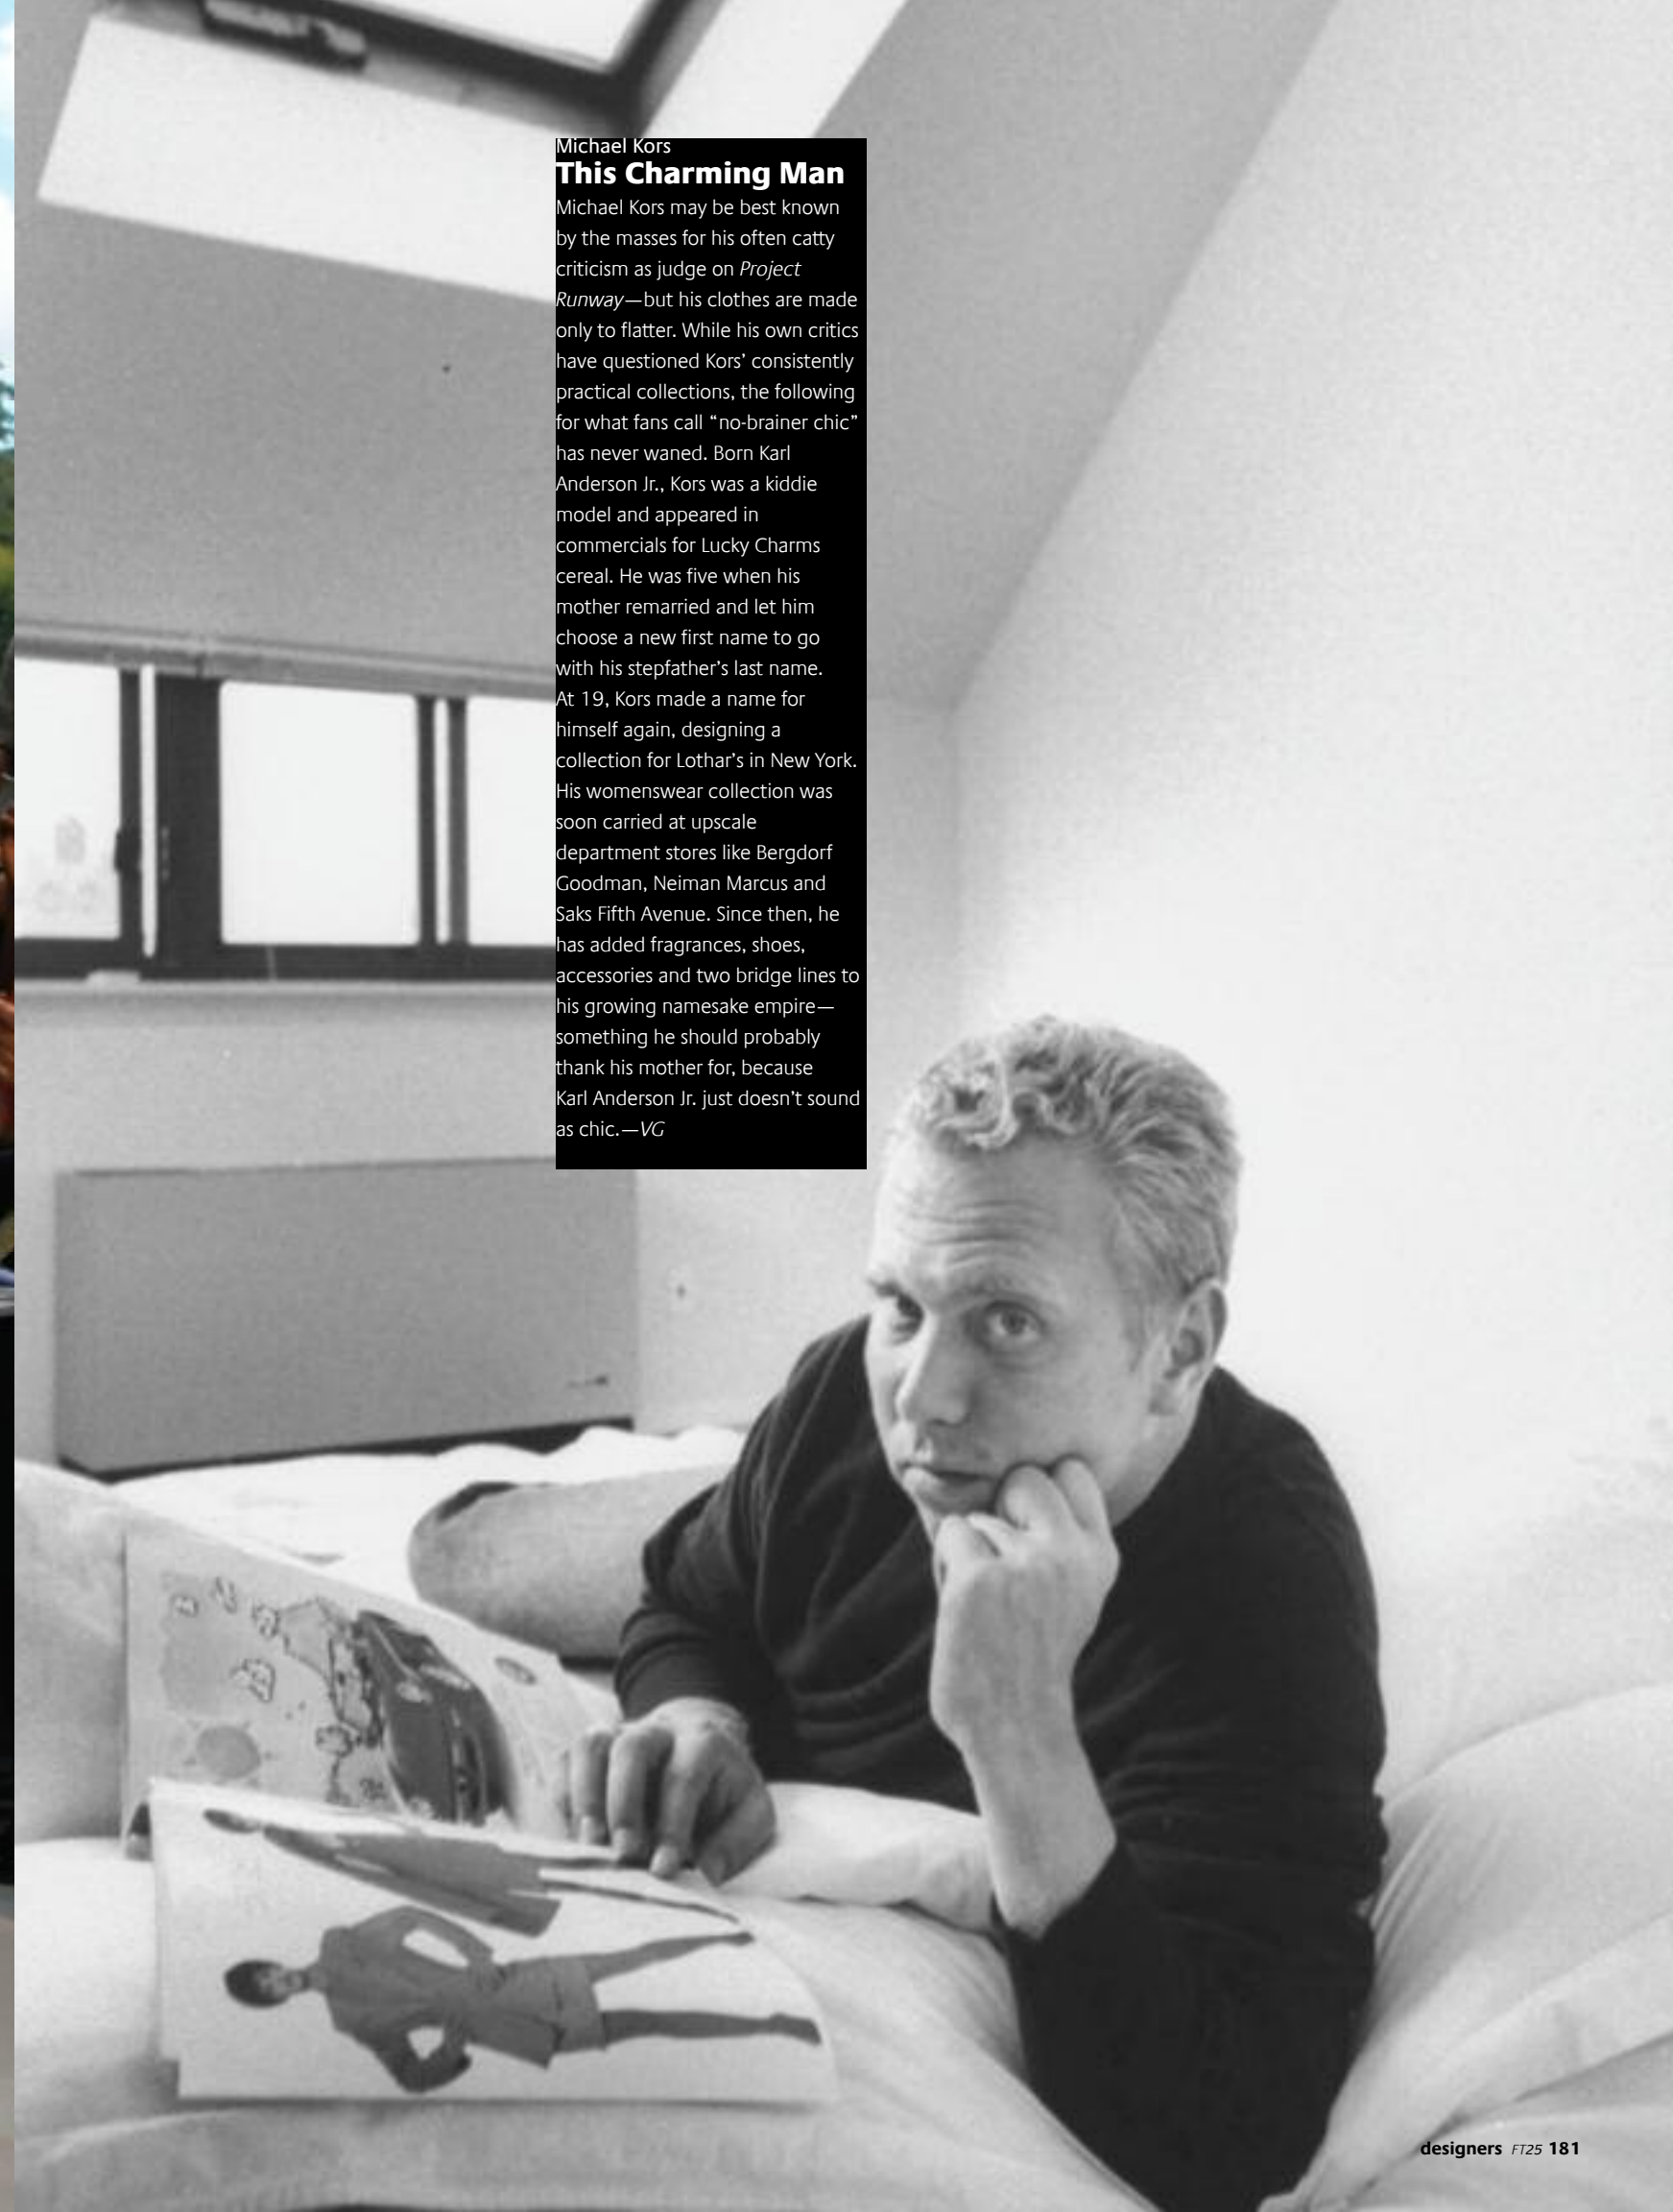 Michael Kors
This Charming Man
Michael Kors may be best known
by the masses for his often catty
criticism as judge on Project
Runway—but his clothes are made
only to flatter. While his own critics
have questioned Kors’ consistently
practical collections, the following
for what fans call “no-brainer chic”
has never waned. Born Karl
Anderson Jr., Kors was a kiddie
model and appeared in
commercials for Lucky Charms
cereal. He was five when his
mother remarried and let him
choose a new first name to go
with his stepfather’s last name.
At 19, Kors made a name for
himself again, designing a
collection for Lothar’s in New York.
His womenswear collection was
soon carried at upscale
department stores like Bergdorf
Goodman, Neiman Marcus and
Saks Fifth Avenue. Since then, he
has added fragrances, shoes,
accessories and two bridge lines to
his growing namesake empire—
something he should probably
thank his mother for, because
Karl Anderson Jr. just doesn’t sound
as chic.—VG
designers FT25 181